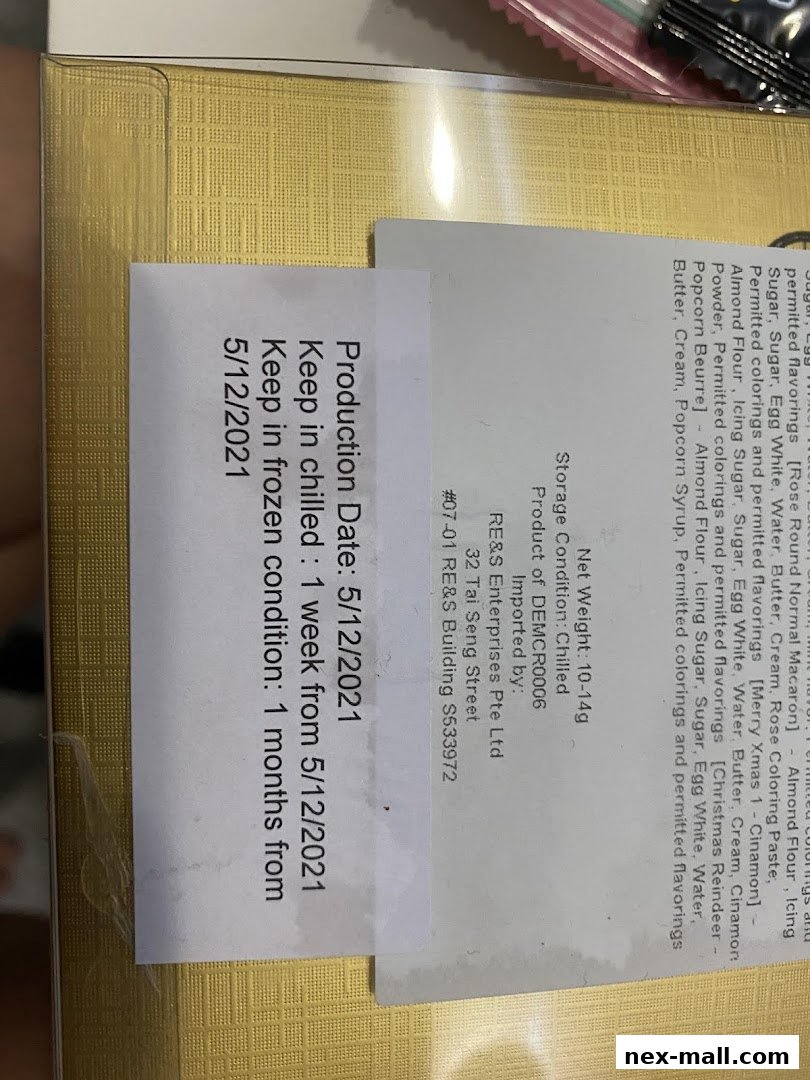 permitted flavorings [Rose Round Normal Macaron] - Almond Flour , Icing
Sugar, Sugar, Egg White, Water, Butter, Cream, Rose Coloring Paste,
Permitted colorings and permitted flavorings [Merry Xmas 1 - Cinamon] -
Almond Flour , Icing Sugar, Sugar, Egg White, Water, Butter, Cream, Cinamon
Powder, Permitted colorings and permitted flavorings [Christmas Reindeer -
Popcorn Beurre] - Almond Flour , Icing Sugar, Sugar, Egg White, Water,
Butter, Cream, Popcorn Syrup, Permitted colorings and permitted flavorings
Net Weight: 10-14g
Storage Condition: Chilled
Product of DEMCR0006
Imported by:
RE&S Enterprises Pte Ltd
32 Tai Seng Street
#07-01 RE&S Building S533972
Production Date: 5/12/2021
Keep in chilled : 1 week from 5/12/2021
Keep in frozen condition: 1 months from
5/12/2021
nex-mall.com